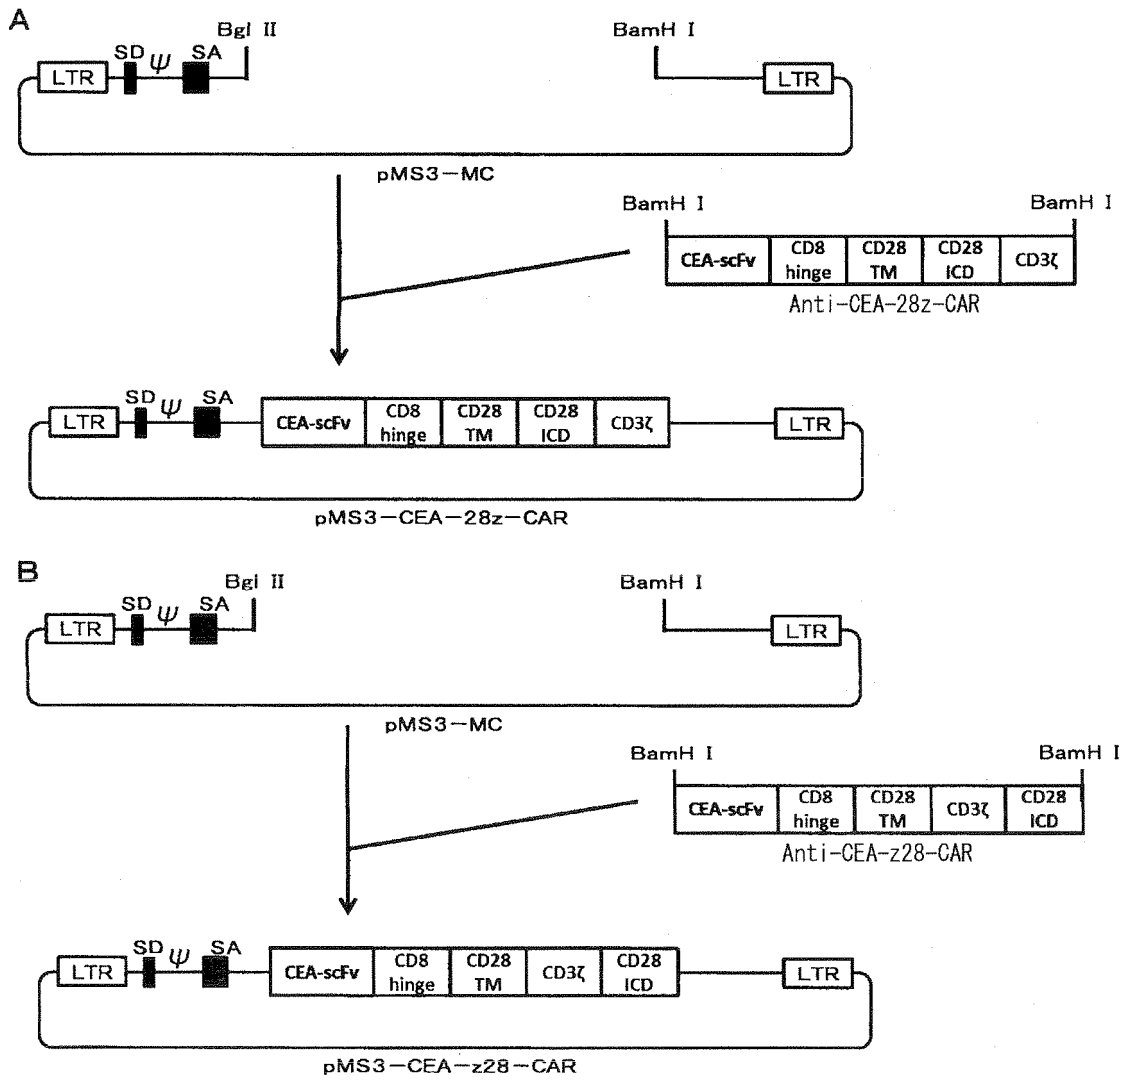 A
Bgl II
BamH I
SD
ψ
SA
LTR
LTR
pMS3-MC
BamH I
BamH I
CEA-scFv
CD8
hinge
CD28
TM
CD28
ICD
CD3ζ
Anti-CEA-28z-CAR
SD
ψ
SA
LTR
CEA-scFv
CD8
hinge
CD28
TM
CD28
ICD
CD3ζ
LTR
pMS3-CEA-28z-CAR
B
Bgl II
BamH I
SD
ψ
SA
LTR
LTR
pMS3-MC
BamH I
BamH I
CEA-scFv
CD8
hinge
CD28
TM
CD3ζ
CD28
ICD
Anti-CEA-z28-CAR
SD
ψ
SA
LTR
CEA-scFv
CD8
hinge
CD28
TM
CD3ζ
CD28
ICD
LTR
pMS3-CEA-z28-CAR